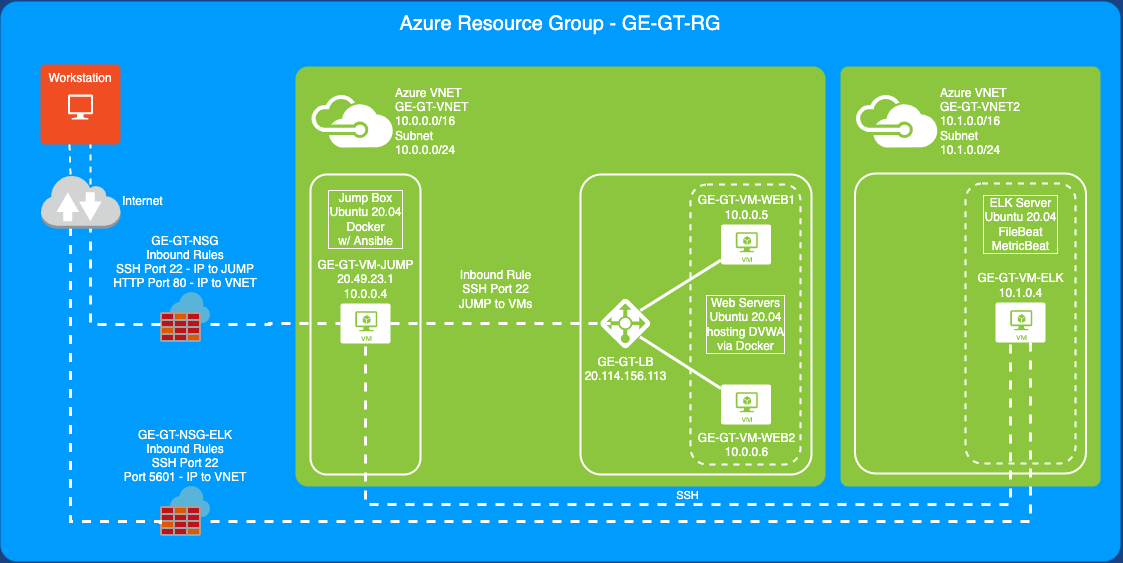 Azure Resource Group - GE-GT-RG
Workstation
Internet
GE-GT-NSG
Inbound Rules
SSH Port 22 - IP to JUMP
HTTP Port 80 - IP to VNET
GE-GT-NSG-ELK
Inbound Rules
SSH Port 22
Port 5601 - IP to VNET
Azure VNET
GE-GT-VNET
10.0.0.0/16
Subnet
10.0.0.0/24
Jump Box
Ubuntu 20.04
Docker
w/ Ansible
GE-GT-VM-JUMP
20.49.23.1
10.0.0.4
VM
Inbound Rule
SSH Port 22
JUMP to VMs
GE-GT-LB
20.114.156.113
GE-GT-VM-WEB1
10.0.0.5
VM
Web Servers
Ubuntu 20.04
hosting DVWA
via Docker
VM
GE-GT-VM-WEB2
10.0.0.6
Azure VNET
GE-GT-VNET2
10.1.0.0/16
Subnet
10.1.0.0/24
ELK Server
Ubuntu 20.04
FileBeat
MetricBeat
GE-GT-VM-ELK
10.1.0.4
VM
SSH